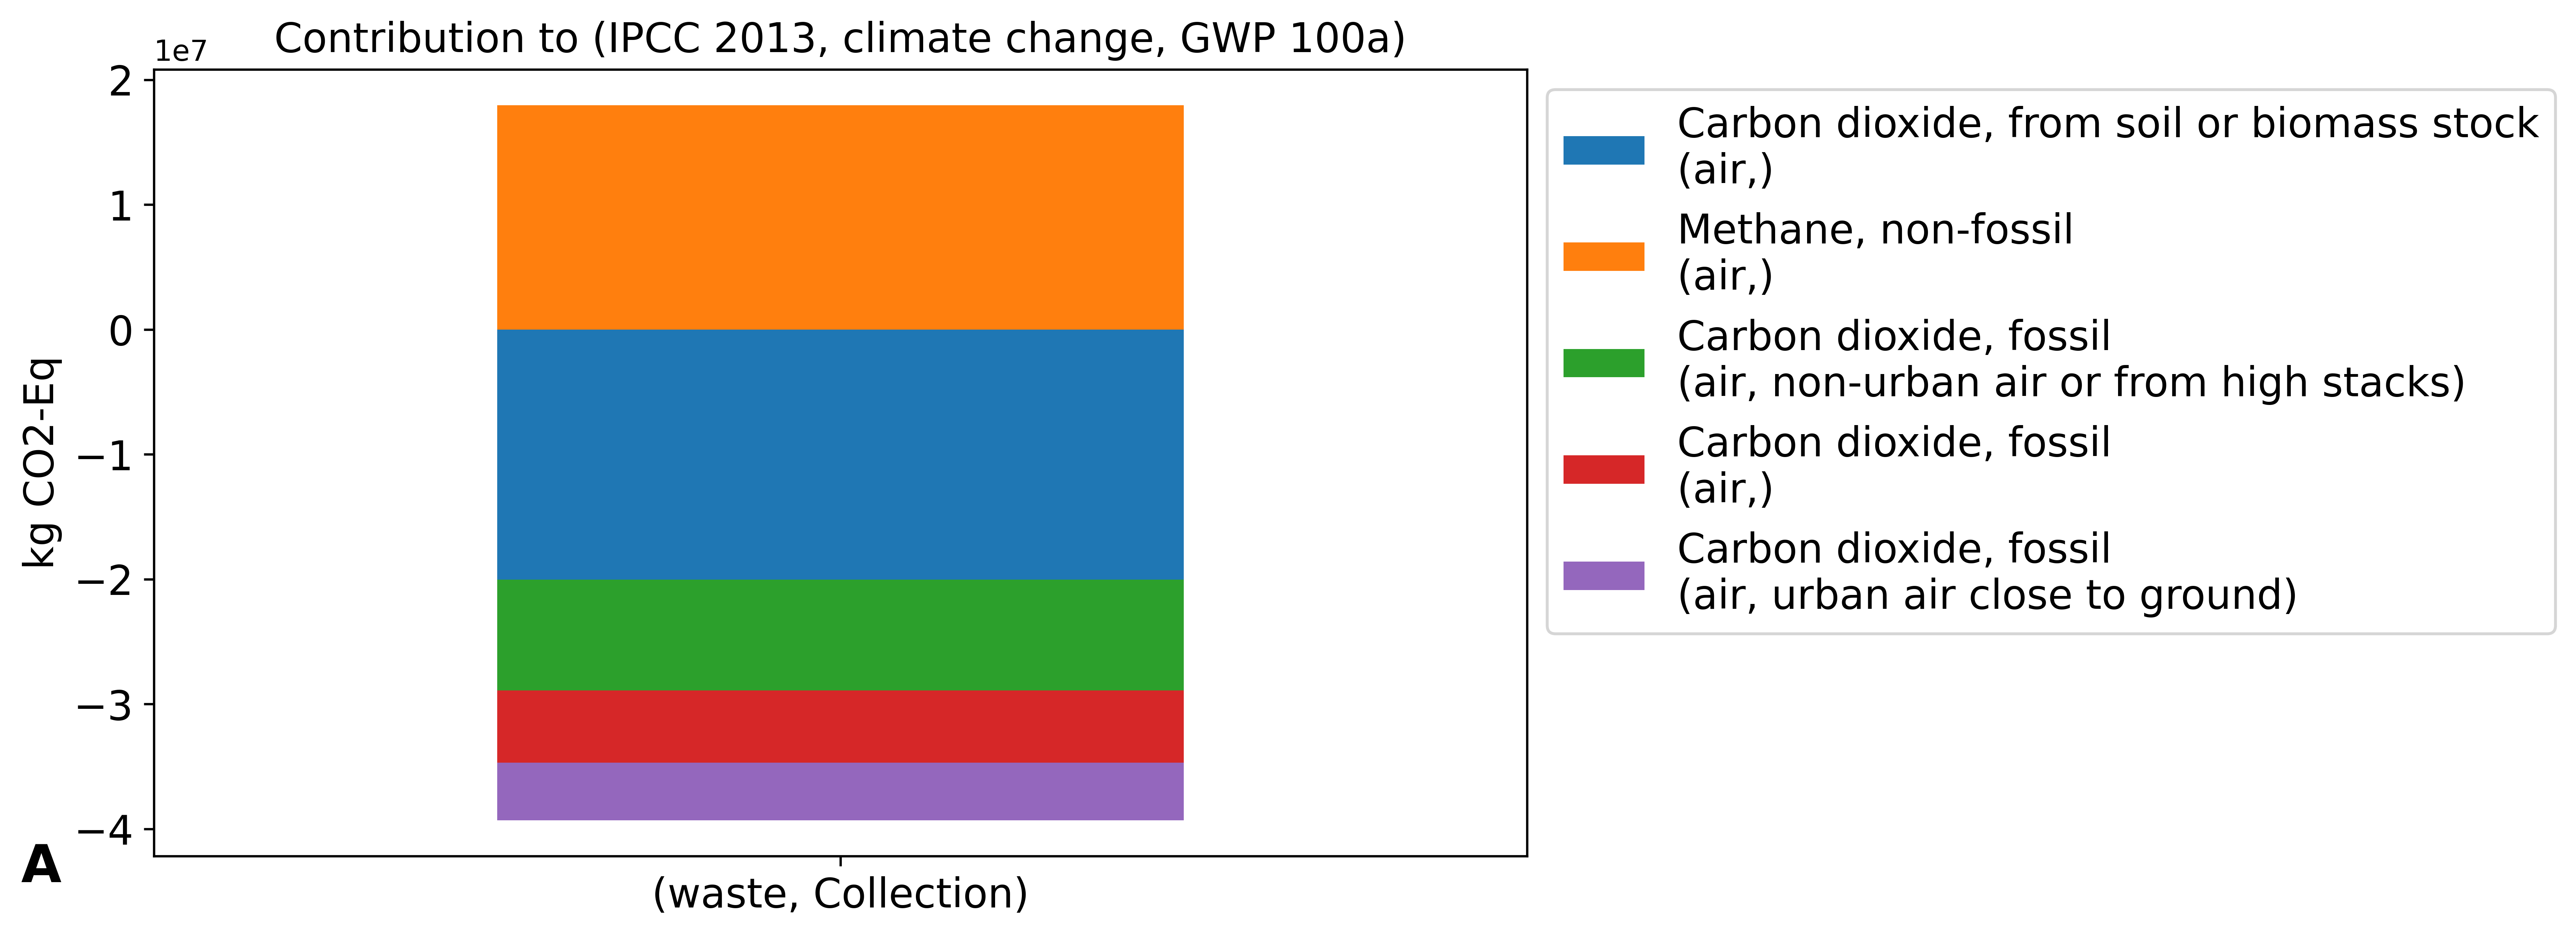 Contribution to (IPCC 2013, climate change, GWP 100a)
1e7
2
1
0
−1
−2
−3
−4
kg CO2-Eq
(waste, Collection)
A
Carbon dioxide, from soil or biomass stock
(air,)
Methane, non-fossil
(air,)
Carbon dioxide, fossil
(air, non-urban air or from high stacks)
Carbon dioxide, fossil
(air,)
Carbon dioxide, fossil
(air, urban air close to ground)